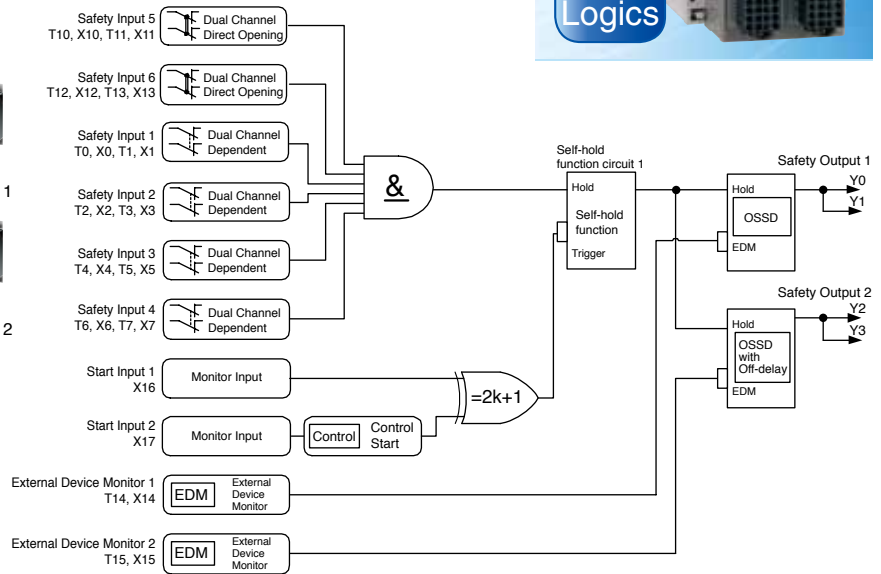 Logics
Safety Input 5
T10, X10, T11, X11
Dual Channel
Direct Opening
Safety Input 6
T12, X12, T13, X13
Dual Channel
Direct Opening
Safety Input 1
T0, X0, T1, X1
Dual Channel
Dependent
1
Safety Input 2
T2, X2, T3, X3
Dual Channel
Dependent
Safety Input 3
T4, X4, T5, X5
Dual Channel
Dependent
2
Safety Input 4
T6, X6, T7, X7
Dual Channel
Dependent
&
Start Input 1
X16
Monitor Input
Start Input 2
X17
Monitor Input
Control
Control
Start
=2k+1
External Device Monitor 1
T14, X14
EDM
External
Device
Monitor
External Device Monitor 2
T15, X15
EDM
External
Device
Monitor
Self-hold
function circuit 1
Hold
Self-hold
function
Trigger
Safety Output 1
Hold
OSSD
EDM
Y0
Y1
Safety Output 2
Hold
OSSD
with
Off-delay
EDM
Y2
Y3